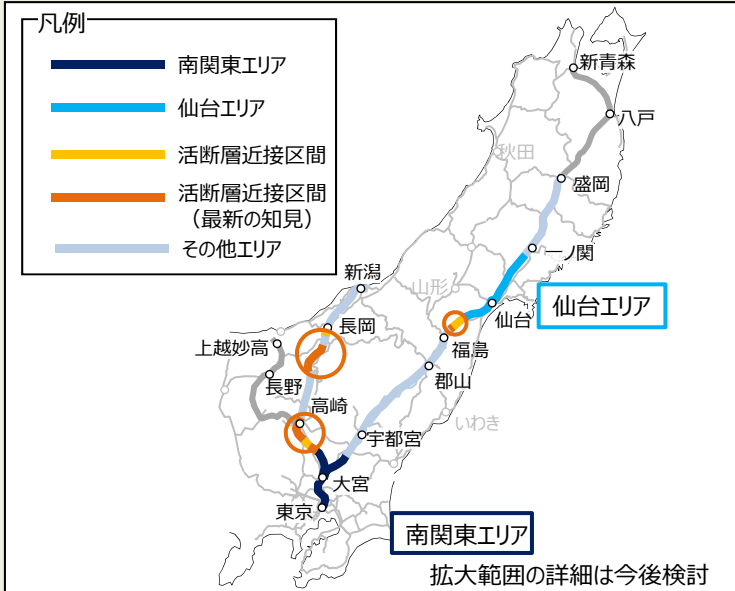 凡例
南関東エリア
仙台エリア
活断層近接区間
活断層近接区間
（最新の知見）
その他エリア
新青森
八戸
秋田
盛岡
一ノ関
山形
仙台
仙台エリア
福島
新潟
長岡
上越妙高
長野
高崎
郡山
いわき
宇都宮
大宮
東京
南関東エリア
拡大範囲の詳細は今後検討